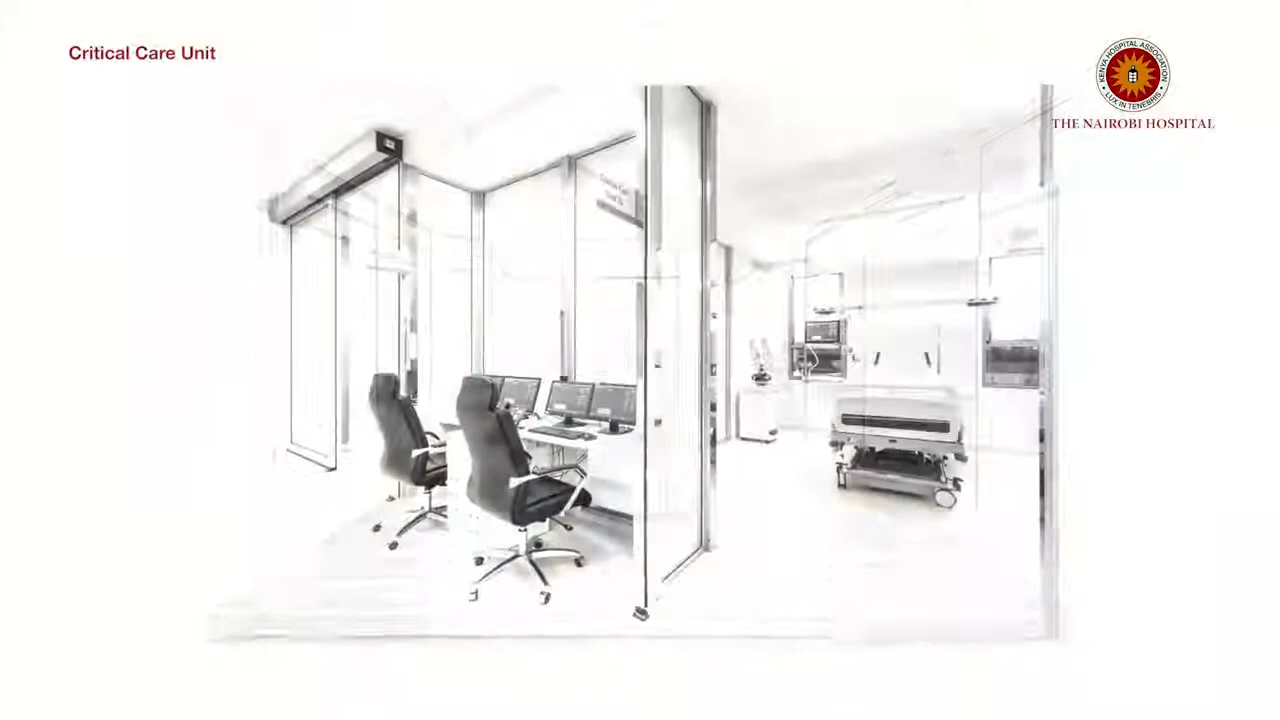 Critical Care Unit
KENYA HOSPITAL ASSOCIATION
LUX IN TENEBRIS
THE NAIROBI HOSPITAL